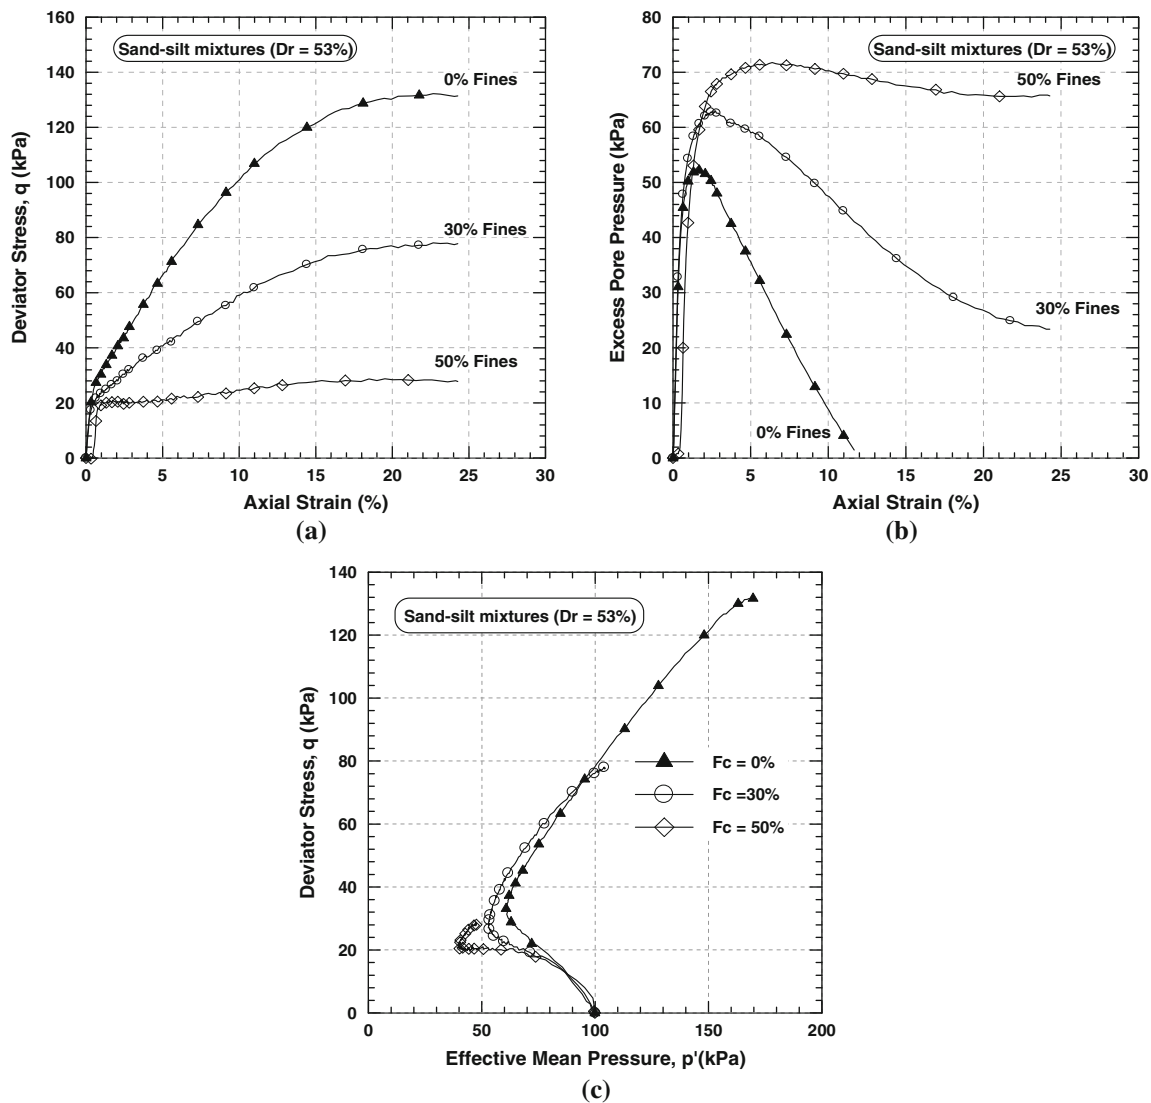 160
140
120
100
80
60
40
20
0
0 5 10 15 20 25 30
Deviator Stress, q (kPa)
Axial Strain (%)
Sand-silt mixtures (Dr = 53%)
0% Fines
30% Fines
50% Fines
(a)
80
70
60
50
40
30
20
10
0
0 5 10 15 20 25 30
Excess Pore Pressure (kPa)
Axial Strain (%)
Sand-silt mixtures (Dr = 53%)
50% Fines
30% Fines
0% Fines
(b)
140
120
100
80
60
40
20
0
0 50 100 150 200
Deviator Stress, q (kPa)
Effective Mean Pressure, p'(kPa)
Sand-silt mixtures (Dr = 53%)
Fc = 0%
Fc =30%
Fc = 50%
(c)